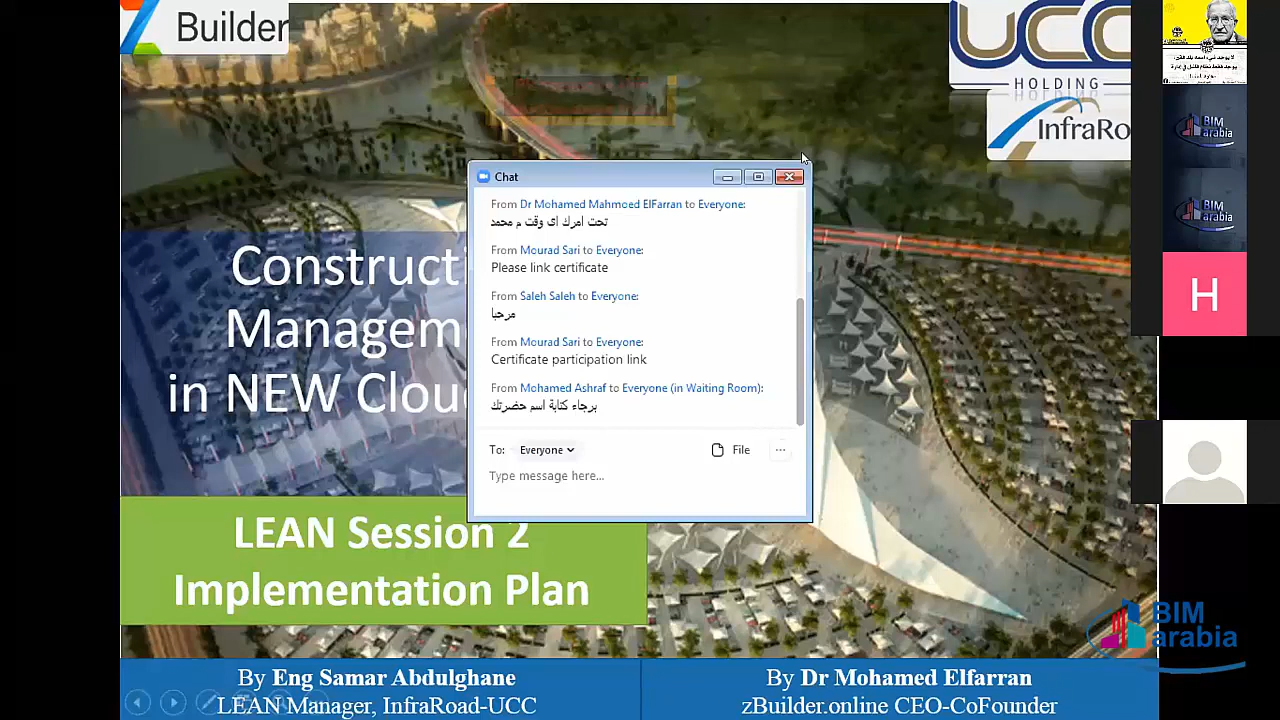 Builder
UCC
HOLDING
InfraRo
Constructi
Managem
in NEW Clou
LEAN Session 2
Implementation Plan
By Eng Samar Abdulghane
LEAN Manager, InfraRoad-UCC
By Dr Mohamed Elfarran
zBuilder.online CEO-CoFounder
Chat
From Dr Mohamed Mahmoed ElFarran to Everyone:
تحت امرك اى وقت م محمد
From Mourad Sari to Everyone:
Please link certificate
From Saleh Saleh to Everyone:
مرحبا
From Mourad Sari to Everyone:
Certificate participation link
From Mohamed Ashraf to Everyone (in Waiting Room):
برجاء كتابة اسم حضرتك
To: Everyone
File
Type message here...
BIM
arabia
BIM
arabia
H
BIM
arabia